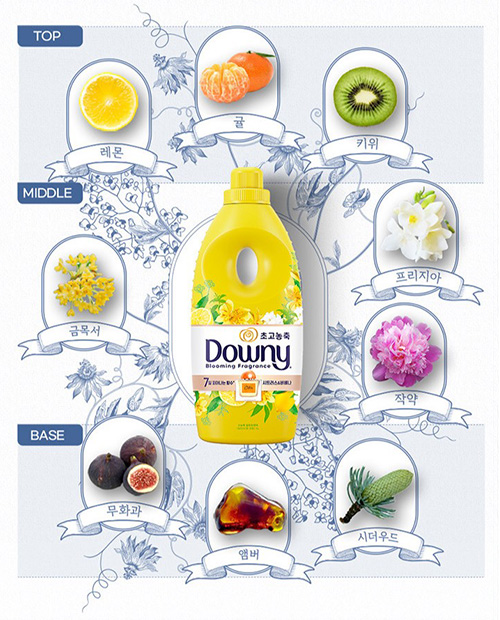 TOP
레몬
귤
키위
MIDDLE
금목서
프리지아
작약
초고농축
Downy
Blooming Fragrance
BASE
무화과
앰버
시더우드